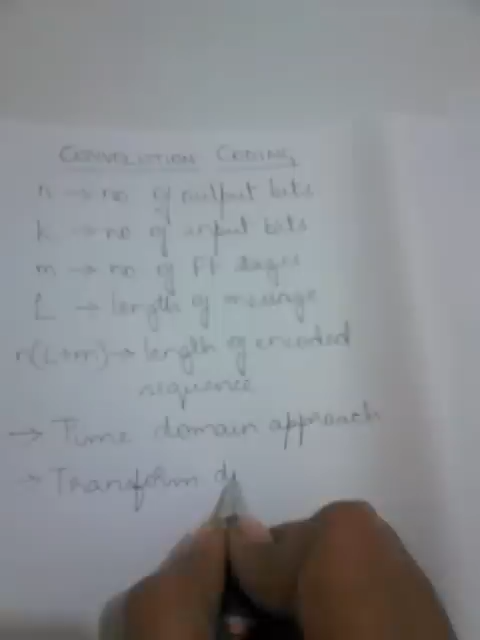 CONVOLUTION CODING
n → no of output bits
k → no of input bits
m → no of FF stages
L → length of message
n(L+m) → length of encoded
sequence
→ Time domain approach
→ Transform d